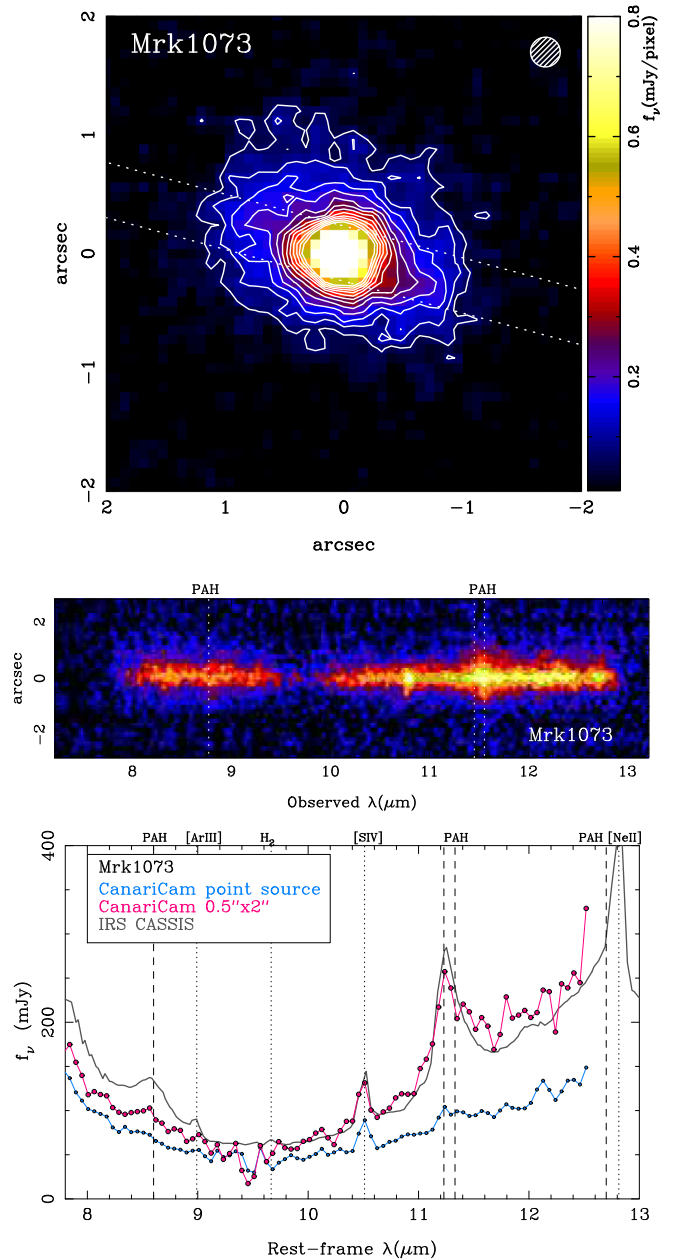 2
Mrk1073
1
0
-1
-2
arcsec
2
1
0
-1
-2
arcsec
0.8
0.6
0.4
0.2
fν(mJy/pixel)
PAH
PAH
2
0
-2
arcsec
Mrk1073
8
9
10
11
12
13
Observed λ(μm)
PAH
[ArIII]
H2
[SIV]
PAH
PAH
[NeII]
400
200
0
fν (mJy)
Mrk1073
CanariCam point source
CanariCam 0.5"x2"
IRS CASSIS
8
9
10
11
12
13
Rest-frame λ(μm)